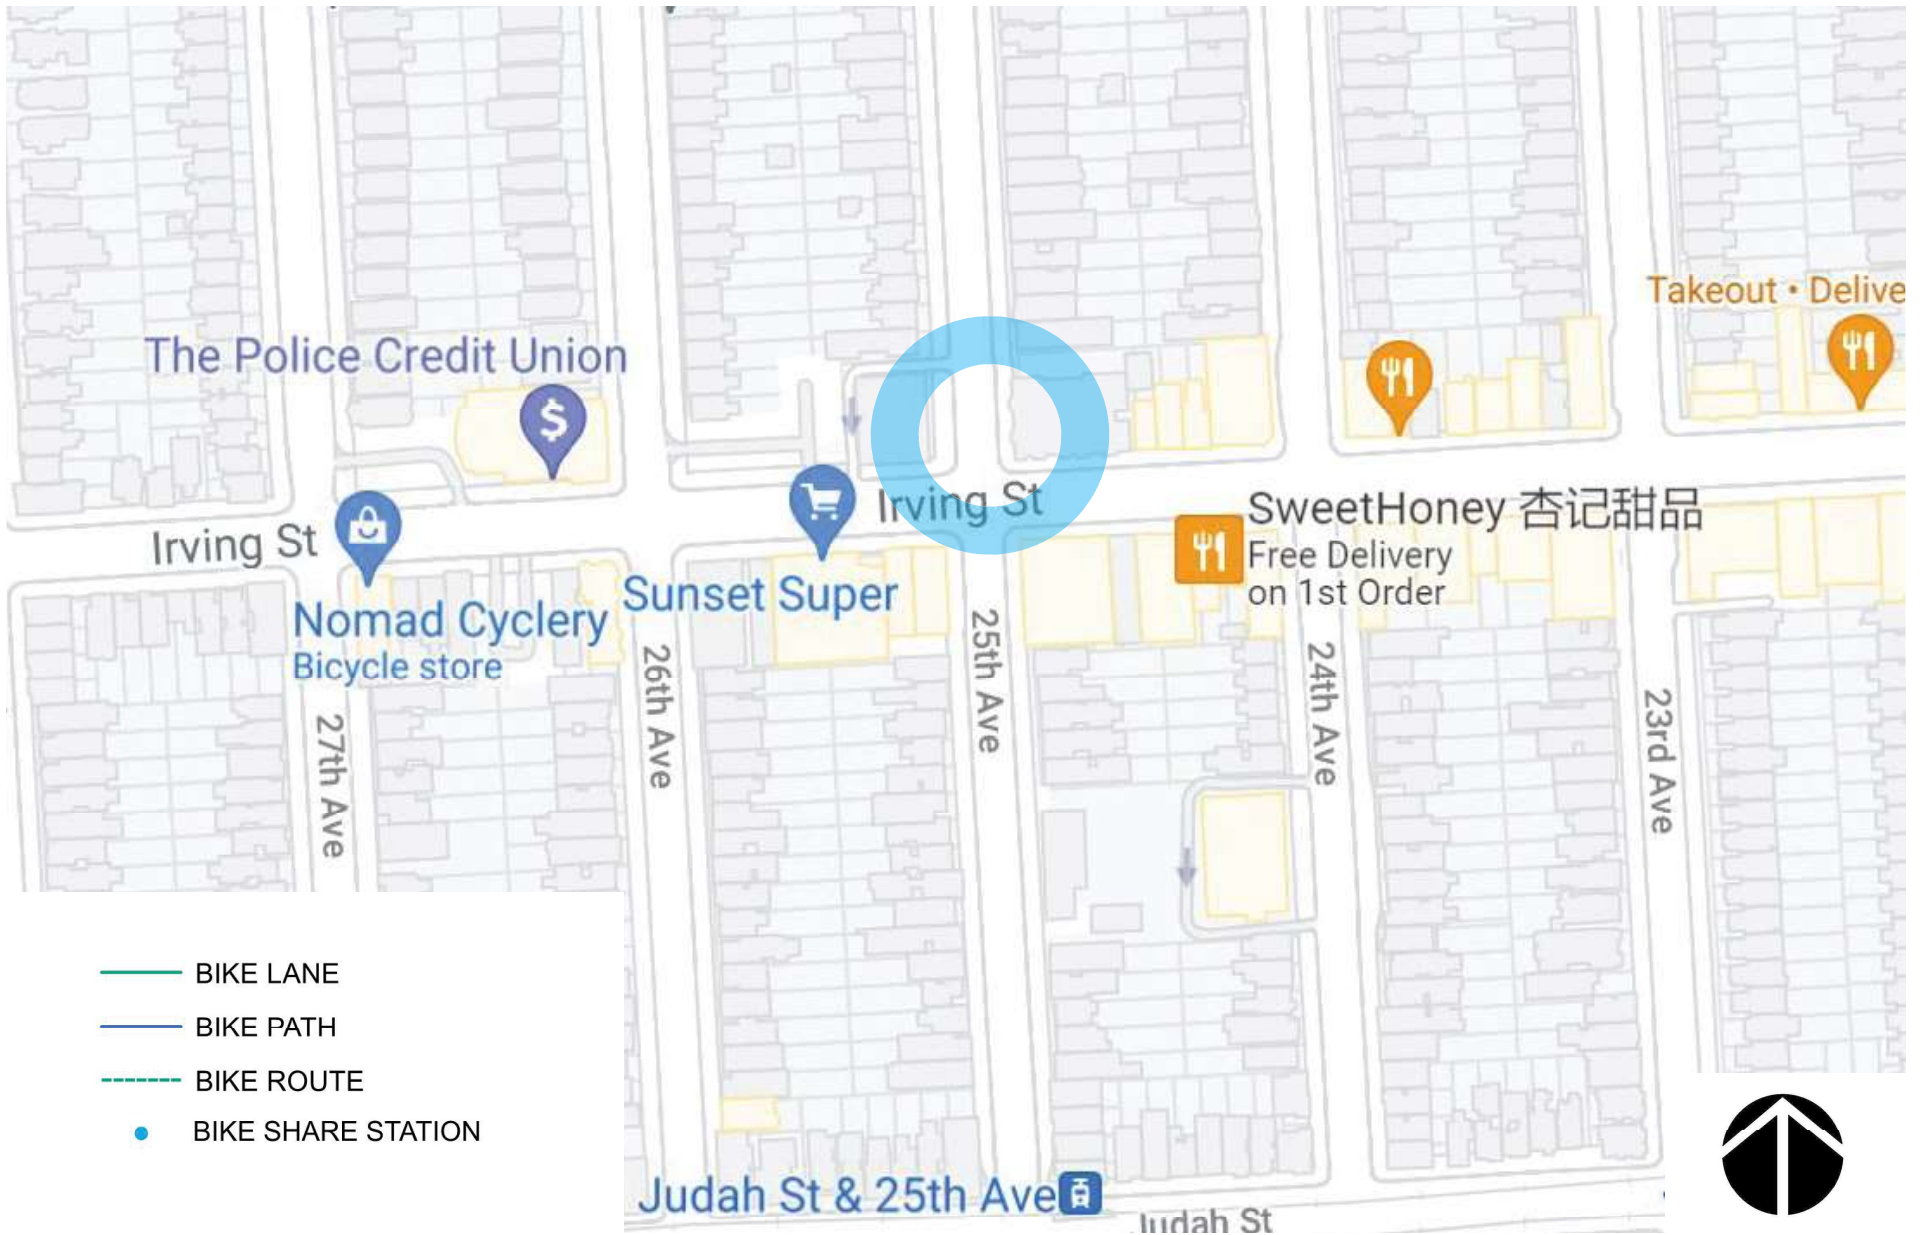 Takeout • Delive
The Police Credit Union
Irving St
SweetHoney 杏记甜品
Free Delivery
on 1st Order
Irving St
Sunset Super
Nomad Cyclery
Bicycle store
27th Ave
26th Ave
25th Ave
24th Ave
23rd Ave
BIKE LANE
BIKE PATH
BIKE ROUTE
BIKE SHARE STATION
Judah St & 25th Ave
Judah St